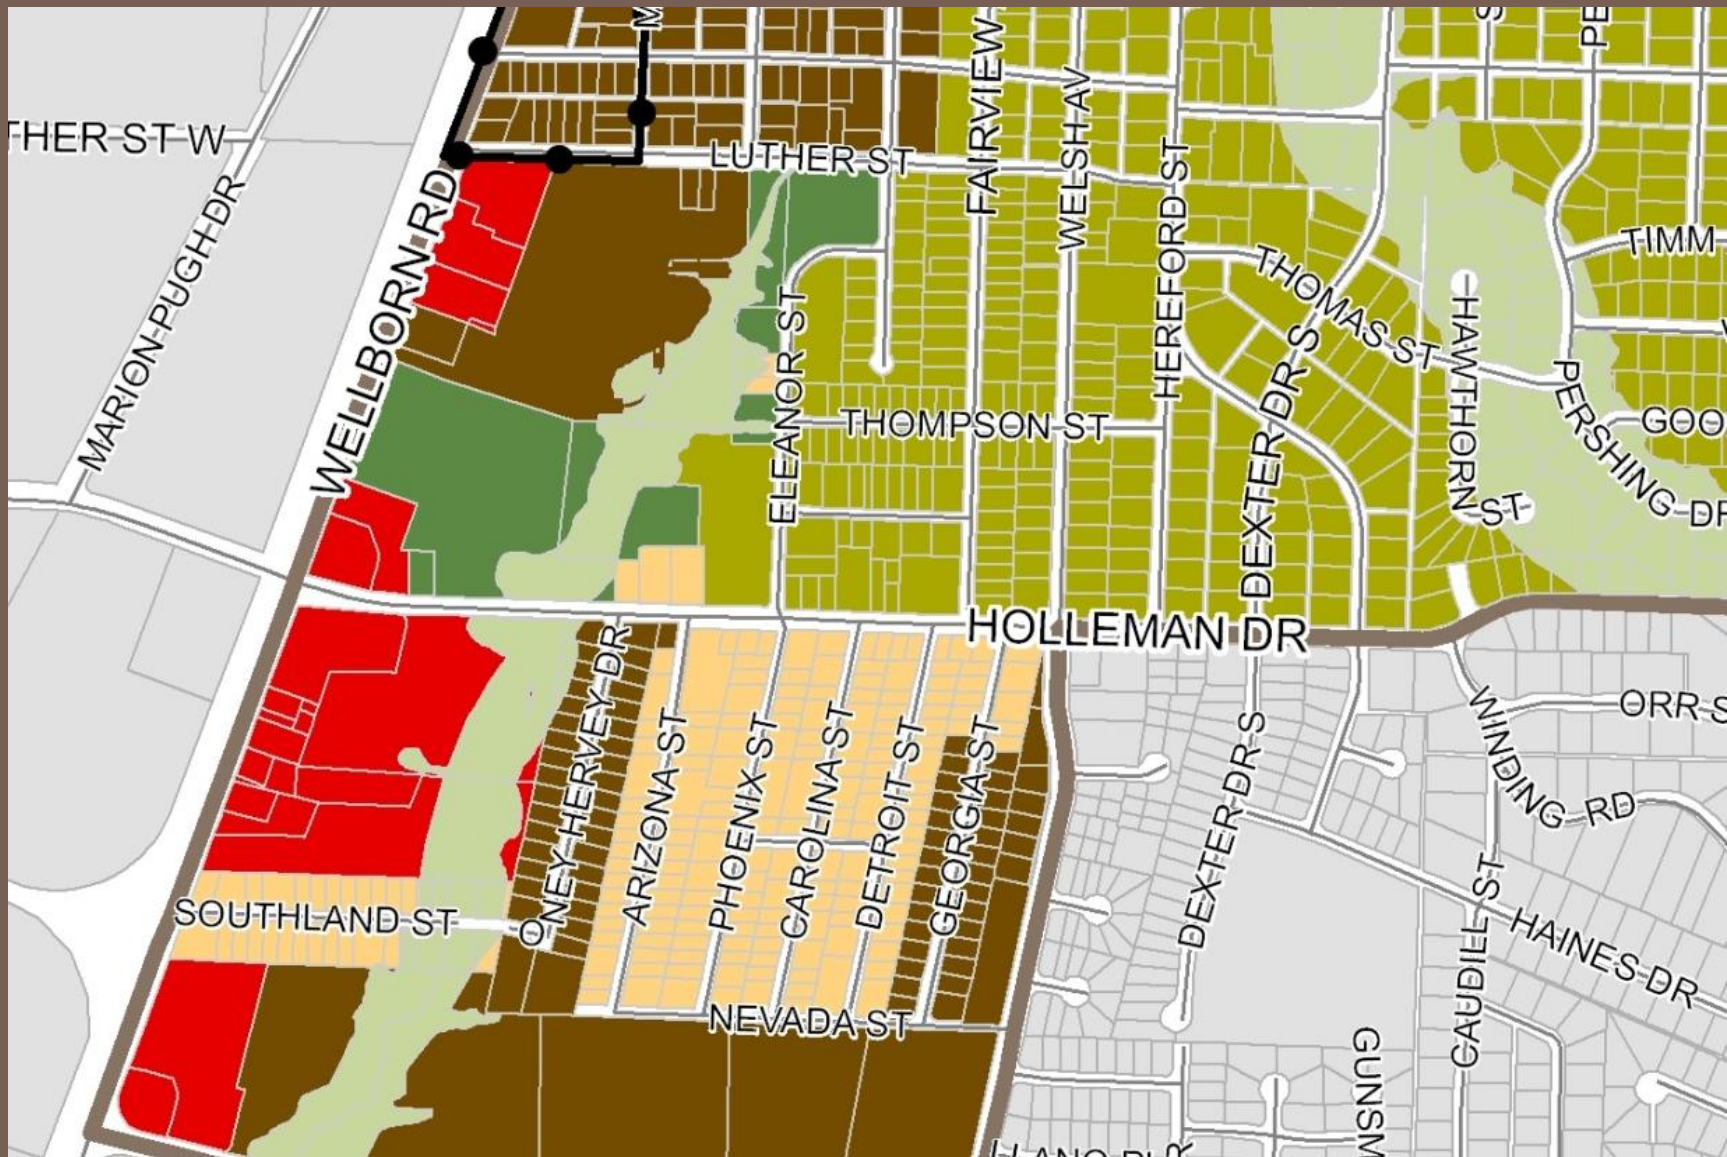 THER ST W
MARION-PUGH DR
WELLBORN RD
LUTHER ST
FAIRVIEW
WELSH AV
HEREFORD ST
THOMAS ST
DEXTER DR S
HAWTHORN ST
TIMM
PERSHING DR
GOO
ELEANOR ST
THOMPSON ST
HOLLEMAN DR
ONEY HERVEY DR
ARIZONA ST
PHOENIX ST
CAROLINA ST
DETROIT ST
GEORGIA ST
SOUTHLAND ST
NEVADA ST
DEXTER DR S
ORR S
WINDING RD
HAINES DR
CAUDILL ST
GUNSM